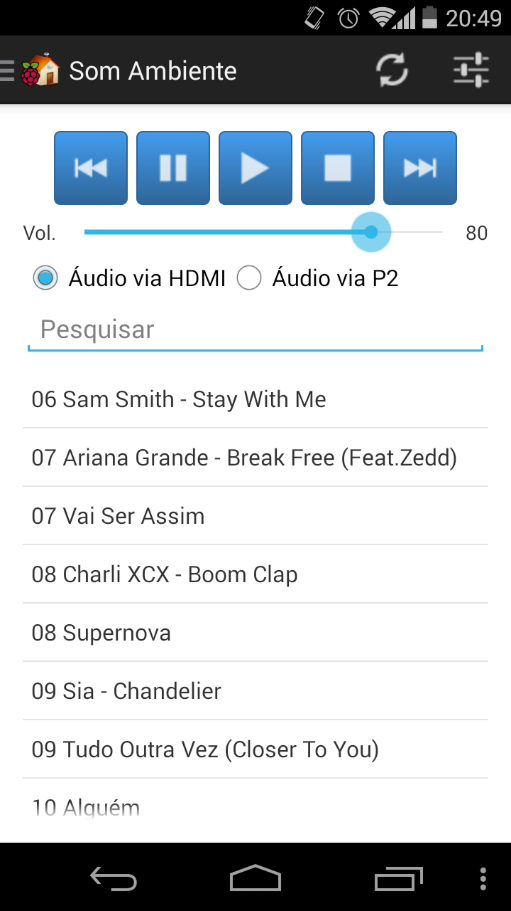 20:49
Som Ambiente
Vol. 80
Áudio via HDMI Áudio via P2
Pesquisar
06 Sam Smith - Stay With Me
07 Ariana Grande - Break Free (Feat.Zedd)
07 Vai Ser Assim
08 Charli XCX - Boom Clap
08 Supernova
09 Sia - Chandelier
09 Tudo Outra Vez (Closer To You)
10 Alguém